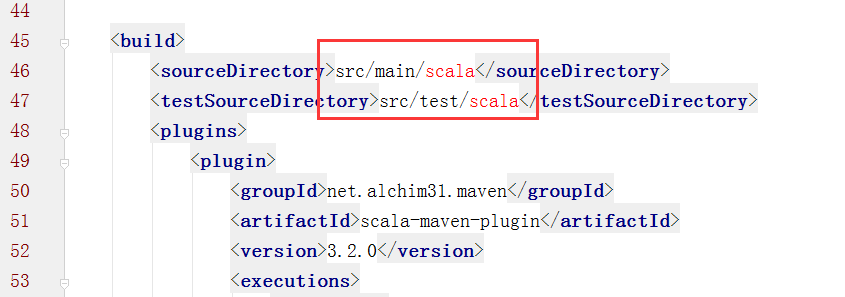 44
45 <build>
46 <sourceDirectory>src/main/scala</sourceDirectory>
47 <testSourceDirectory>src/test/scala</testSourceDirectory>
48 <plugins>
49 <plugin>
50 <groupId>net.alchim31.maven</groupId>
51 <artifactId>scala-maven-plugin</artifactId>
52 <version>3.2.0</version>
53 <executions>